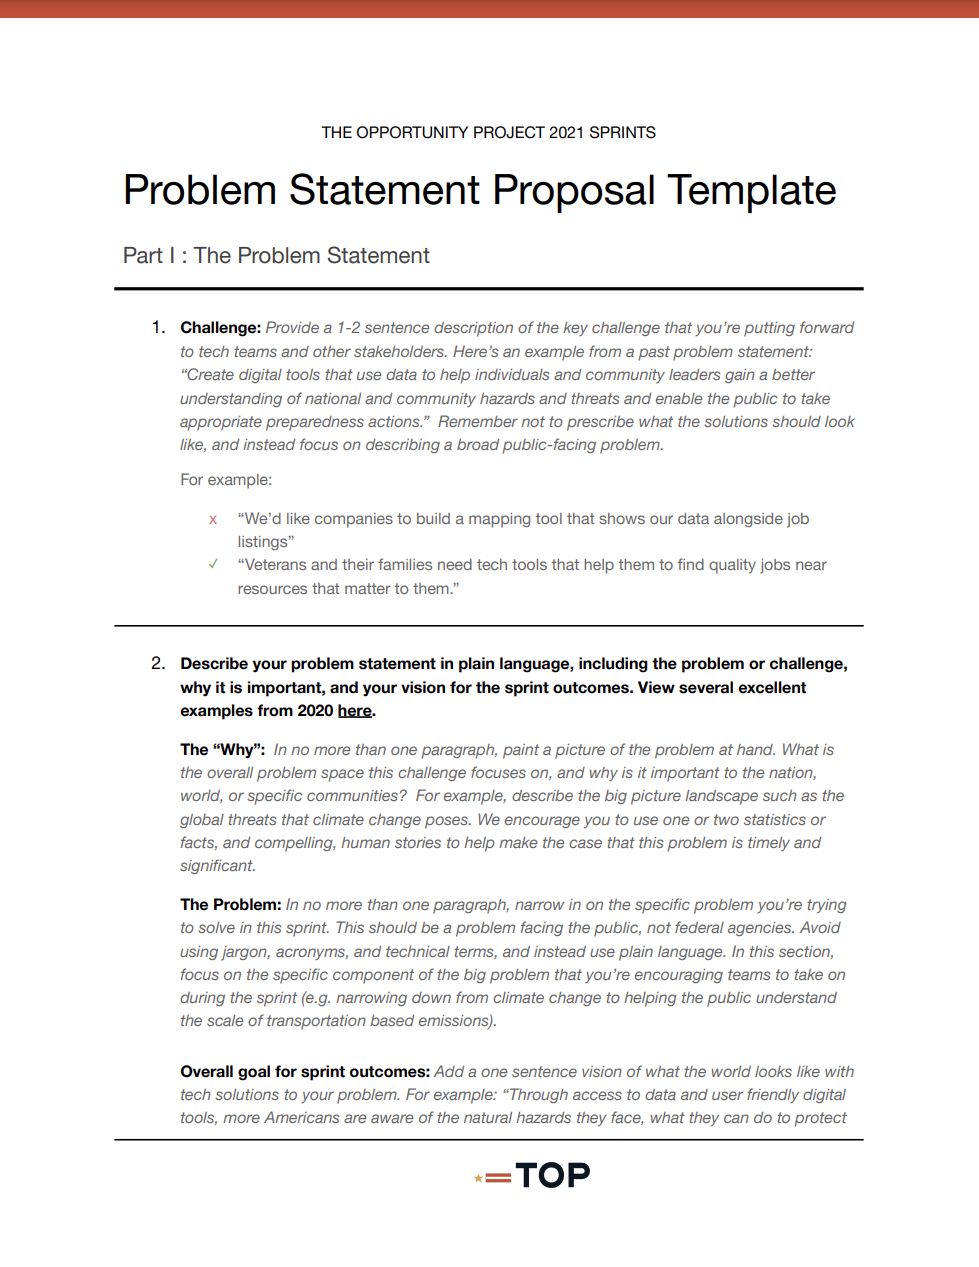 THE OPPORTUNITY PROJECT 2021 SPRINTS
Problem Statement Proposal Template
Part I : The Problem Statement
1. Challenge: Provide a 1-2 sentence description of the key challenge that you’re putting forward
to tech teams and other stakeholders. Here’s an example from a past problem statement:
“Create digital tools that use data to help individuals and community leaders gain a better
understanding of national and community hazards and threats and enable the public to take
appropriate preparedness actions.” Remember not to prescribe what the solutions should look
like, and instead focus on describing a broad public-facing problem.
For example:
x “We’d like companies to build a mapping tool that shows our data alongside job
listings”
✓ “Veterans and their families need tech tools that help them to find quality jobs near
resources that matter to them.”
2. Describe your problem statement in plain language, including the problem or challenge,
why it is important, and your vision for the sprint outcomes. View several excellent
examples from 2020 here.
The “Why”: In no more than one paragraph, paint a picture of the problem at hand. What is
the overall problem space this challenge focuses on, and why is it important to the nation,
world, or specific communities? For example, describe the big picture landscape such as the
global threats that climate change poses. We encourage you to use one or two statistics or
facts, and compelling, human stories to help make the case that this problem is timely and
significant.
The Problem: In no more than one paragraph, narrow in on the specific problem you’re trying
to solve in this sprint. This should be a problem facing the public, not federal agencies. Avoid
using jargon, acronyms, and technical terms, and instead use plain language. In this section,
focus on the specific component of the big problem that you’re encouraging teams to take on
during the sprint (e.g. narrowing down from climate change to helping the public understand
the scale of transportation based emissions).
Overall goal for sprint outcomes: Add a one sentence vision of what the world looks like with
tech solutions to your problem. For example: “Through access to data and user friendly digital
tools, more Americans are aware of the natural hazards they face, what they can do to protect
TOP